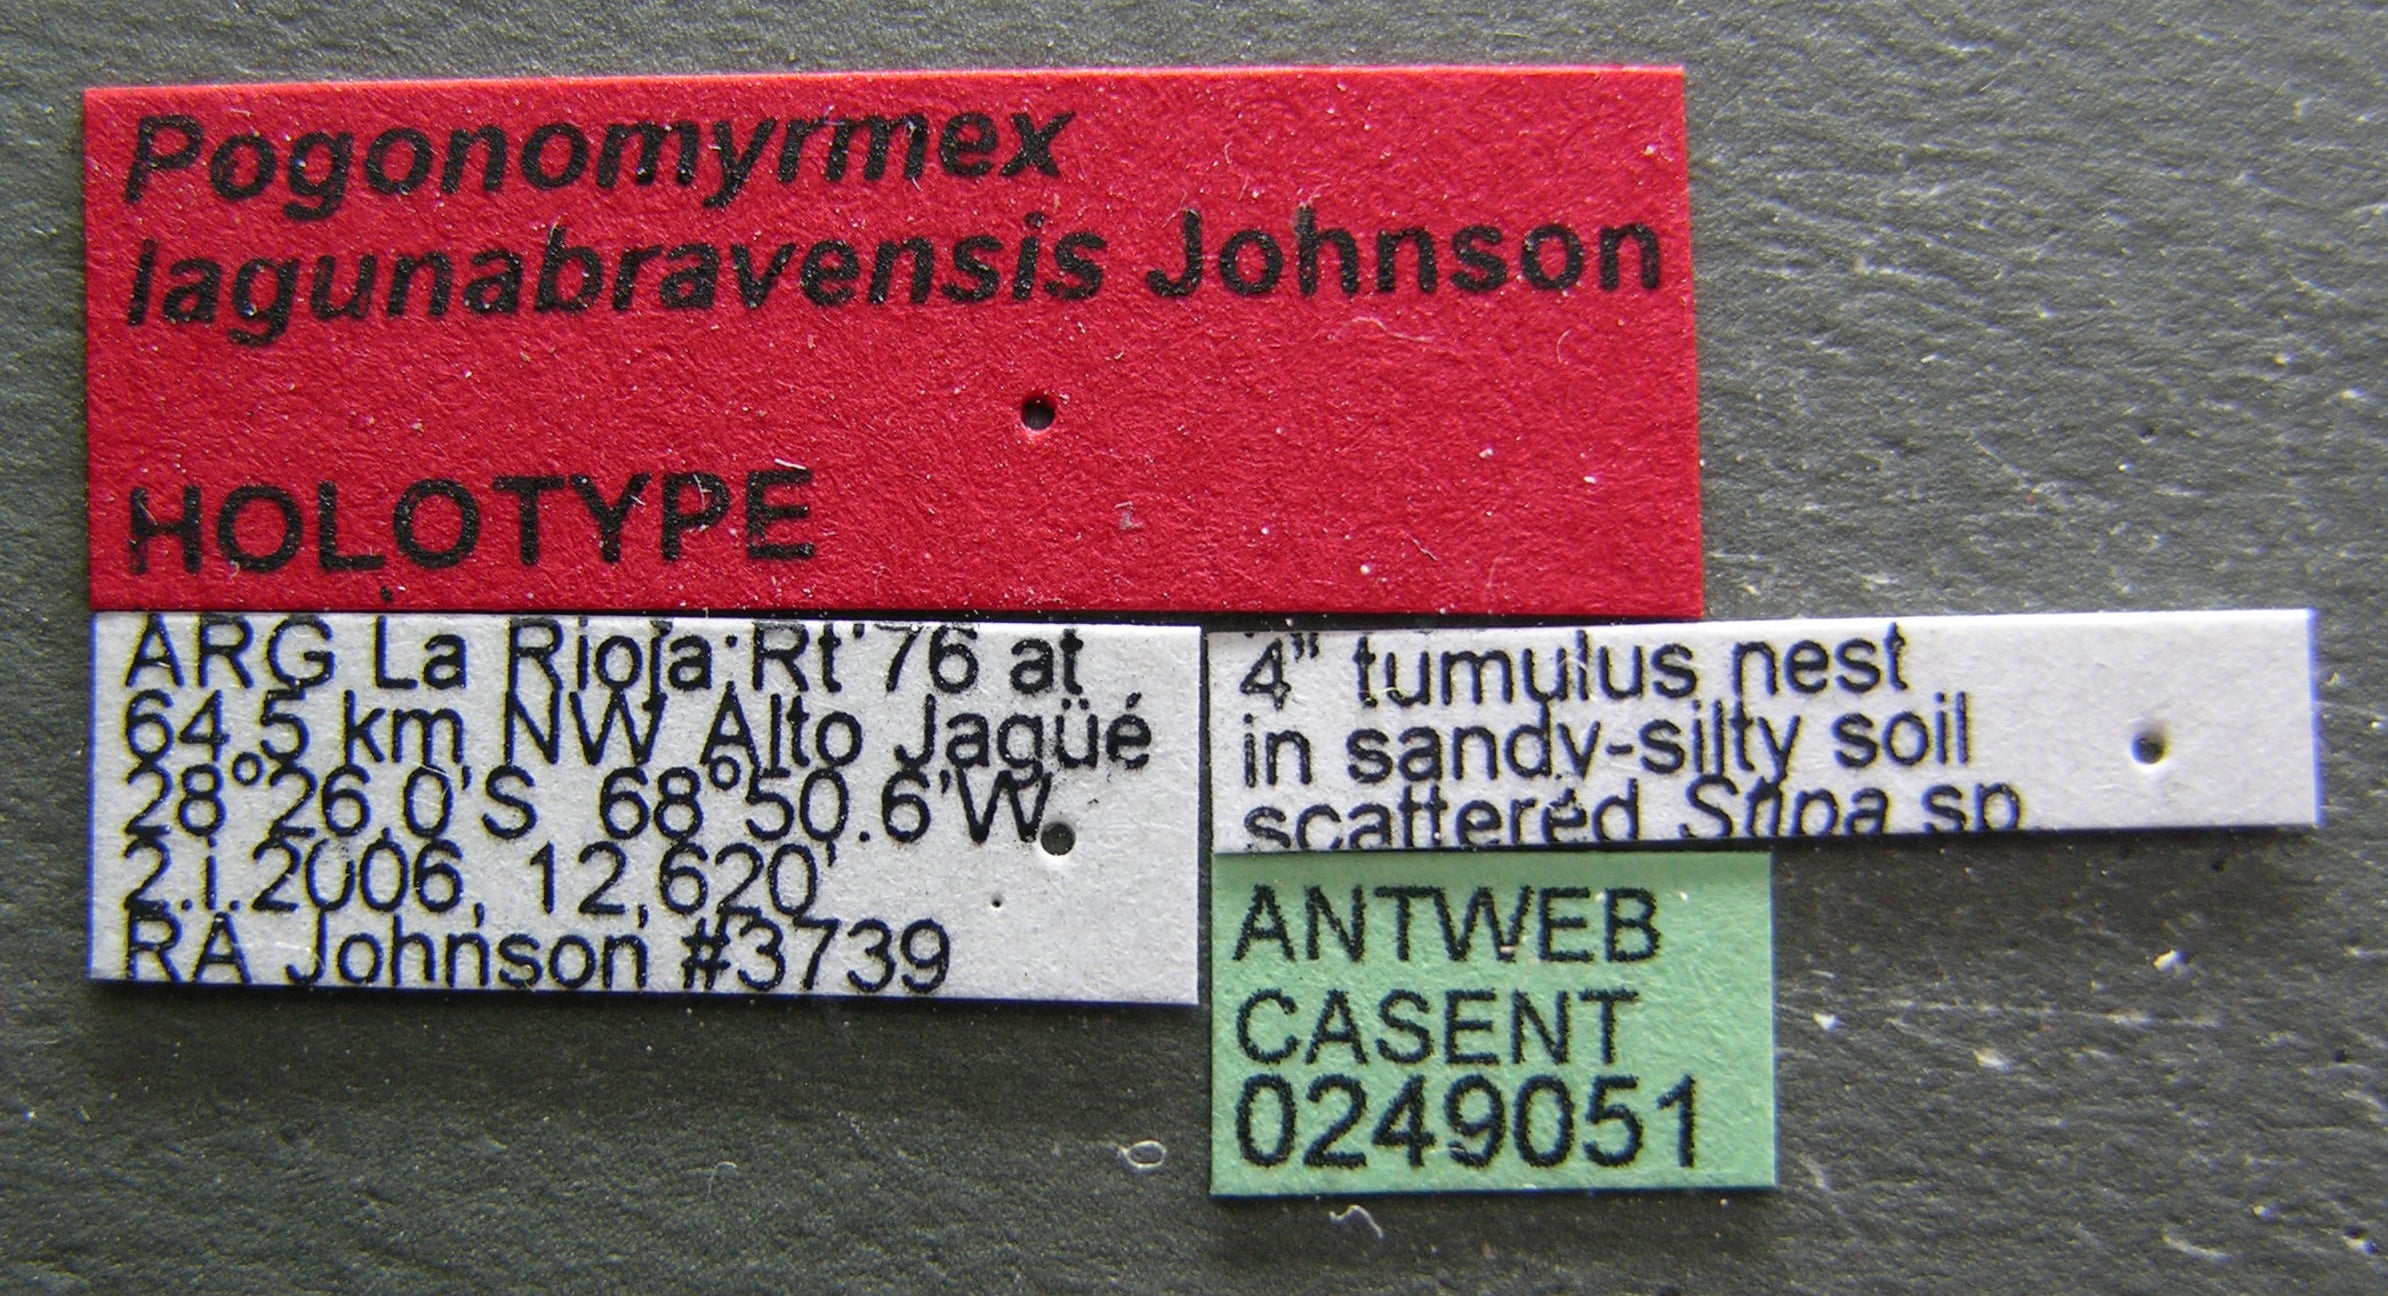 Pogonomyrmex
lagunabravensis Johnson
HOLOTYPE
ARG La Rioja: Rt 76 at
64.5 km NW Alto Jagüé
28°26.0'S 68°50.6'W
2.i.2006, 12,620'
RA Johnson #3739
4" tumulus nest
in sandy-silty soil
scattered Stipa sp.
ANTWEB
CASENT
0249051